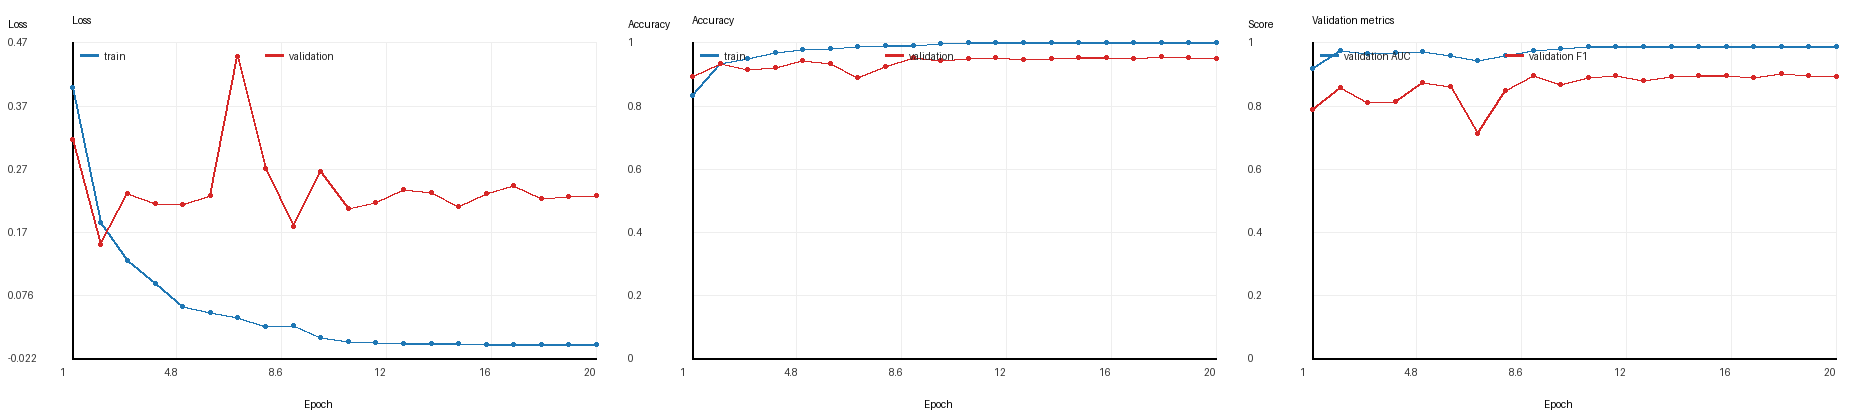 Loss
Loss
train
validation
0.47
0.37
0.27
0.17
0.076
-0.022
1
4.8
8.6
12
16
20
Epoch
Accuracy
Accuracy
train
validation
1
0.8
0.6
0.4
0.2
0
1
4.8
8.6
12
16
20
Epoch
Score
Validation metrics
validation AUC
validation F1
1
0.8
0.6
0.4
0.2
0
1
4.8
8.6
12
16
20
Epoch